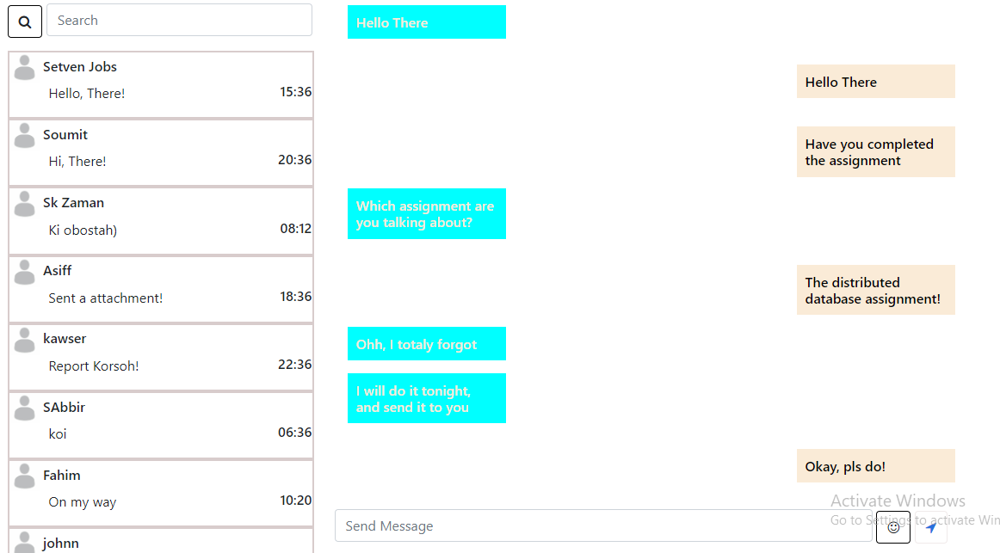 Search
Setven Jobs
Hello, There!
15:36
Soumit
Hi, There!
20:36
Sk Zaman
Ki obostah)
08:12
Asiff
Sent a attachment!
18:36
kawser
Report Korsoh!
22:36
SAbbir
koi
06:36
Fahim
On my way
10:20
johnn
Hello There
Hello There
Have you completed
the assignment
Which assignment are
you talking about?
The distributed
database assignment!
Ohh, I totaly forgot
I will do it tonight,
and send it to you
Okay, pls do!
Send Message
Activate Windows
Go to Settings to activate Win